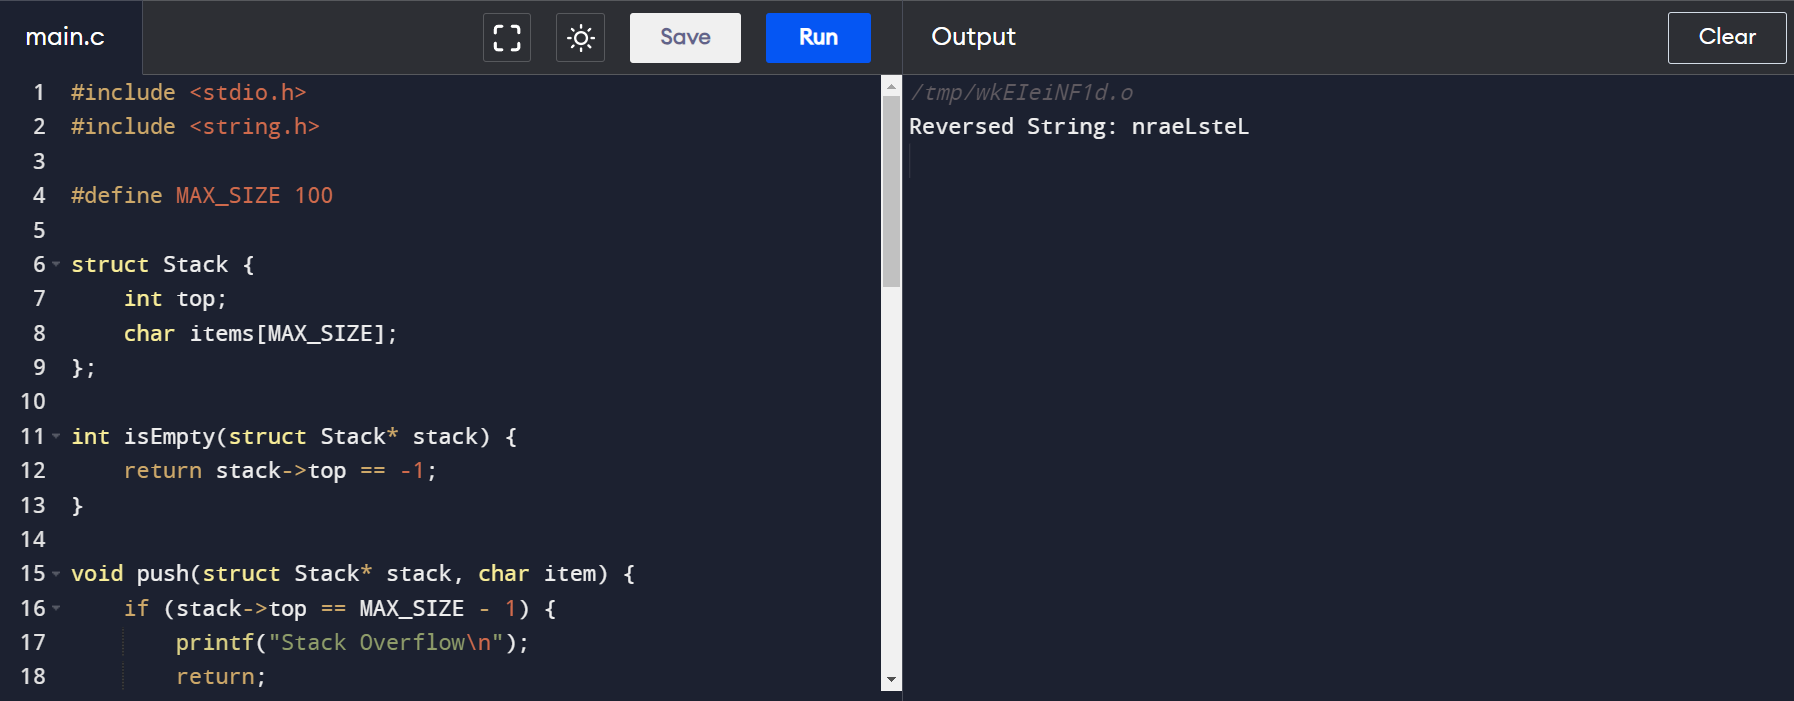 main.c
Save
Run
Output
Clear
1 #include <stdio.h>
2 #include <string.h>
3
4 #define MAX_SIZE 100
5
6 struct Stack {
7     int top;
8     char items[MAX_SIZE];
9 };
10
11 int isEmpty(struct Stack* stack) {
12     return stack->top == -1;
13 }
14
15 void push(struct Stack* stack, char item) {
16     if (stack->top == MAX_SIZE - 1) {
17         printf("Stack Overflow\n");
18         return;
/tmp/wkEIeiNF1d.o
Reversed String: nraeLsteL